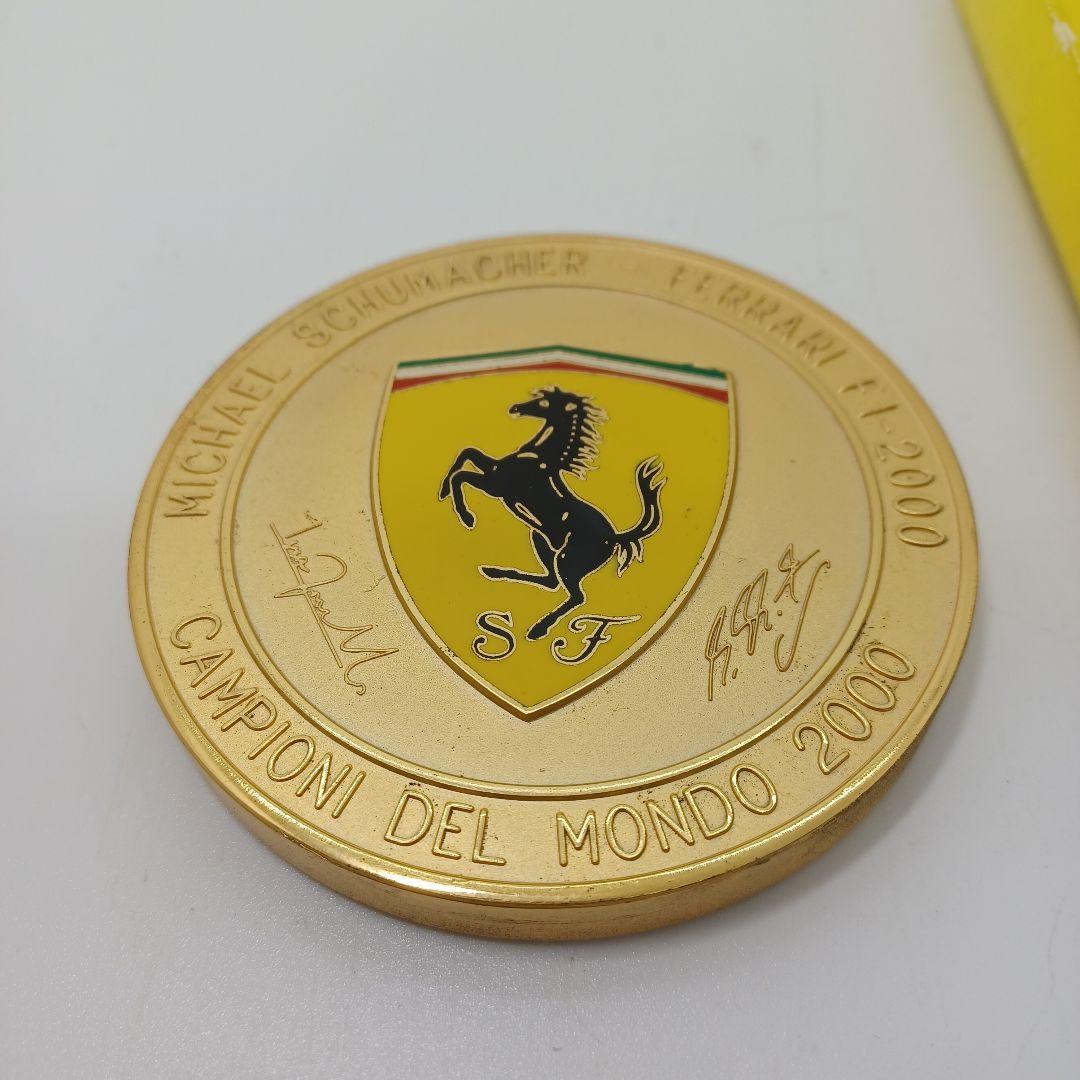 MICHAEL SCHUMACHER - FERRARI F1-2000
S F
CAMPIONI DEL MONDO 2000